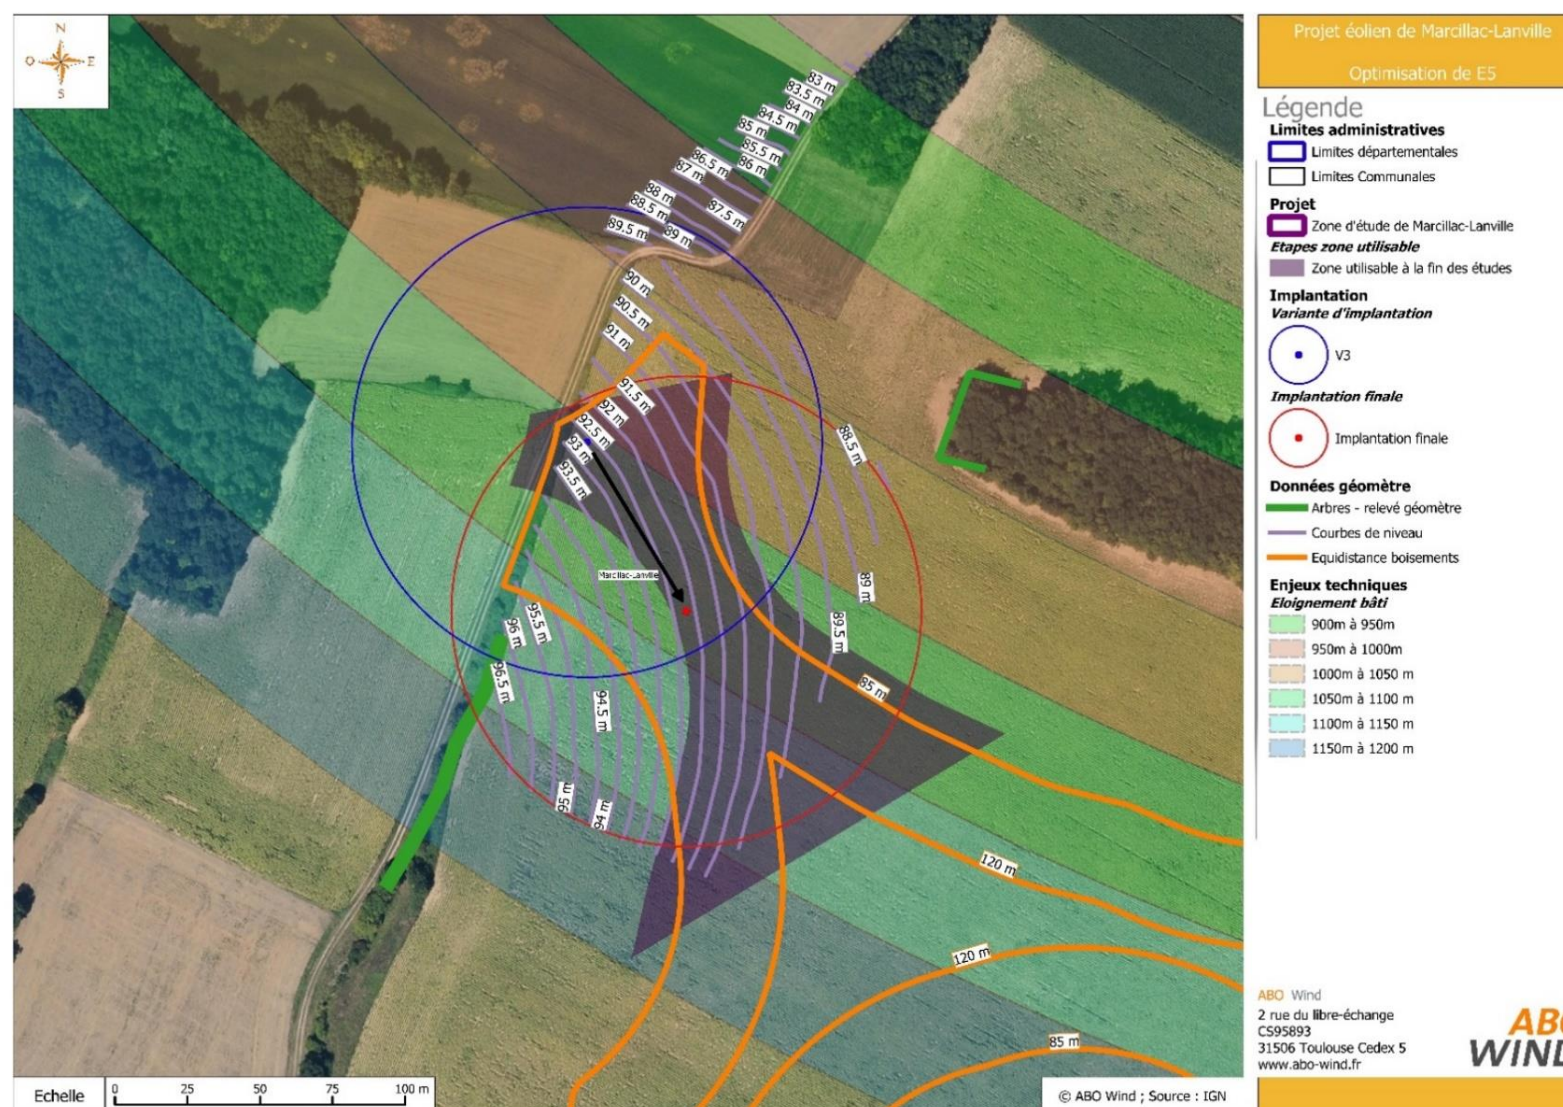 N
O
E
S
Projet éolien de Marcillac-Lanville
Optimisation de E5
Légende
Limites administratives
Limites départementales
Limites Communales
Projet
Zone d'étude de Marcillac-Lanville
Etapes zone utilisable
Zone utilisable à la fin des études
Implantation
Variante d'implantation
V3
Implantation finale
Implantation finale
Données géomètre
Arbres - relevé géomètre
Courbes de niveau
Equidistance boisements
Enjeux techniques
Eloignement bâti
900m à 950m
950m à 1000m
1000m à 1050 m
1050m à 1100 m
1100m à 1150 m
1150m à 1200 m
83 m
83.5 m
84 m
84.5 m
85 m
85.5 m
86 m
86.5 m
87 m
87.5 m
88 m
88.5 m
89 m
89.5 m
90 m
90.5 m
91 m
91.5 m
92 m
92.5 m
93 m
93.5 m
88.5 m
89 m
89.5 m
Marcillac-Lanville
95.5 m
96 m
96.5 m
94.5 m
95 m
94 m
85 m
120 m
120 m
85 m
ABO Wind
2 rue du libre-échange
CS95893
31506 Toulouse Cedex 5
www.abo-wind.fr
ABO
WIND
Echelle
0 25 50 75 100 m
© ABO Wind ; Source : IGN